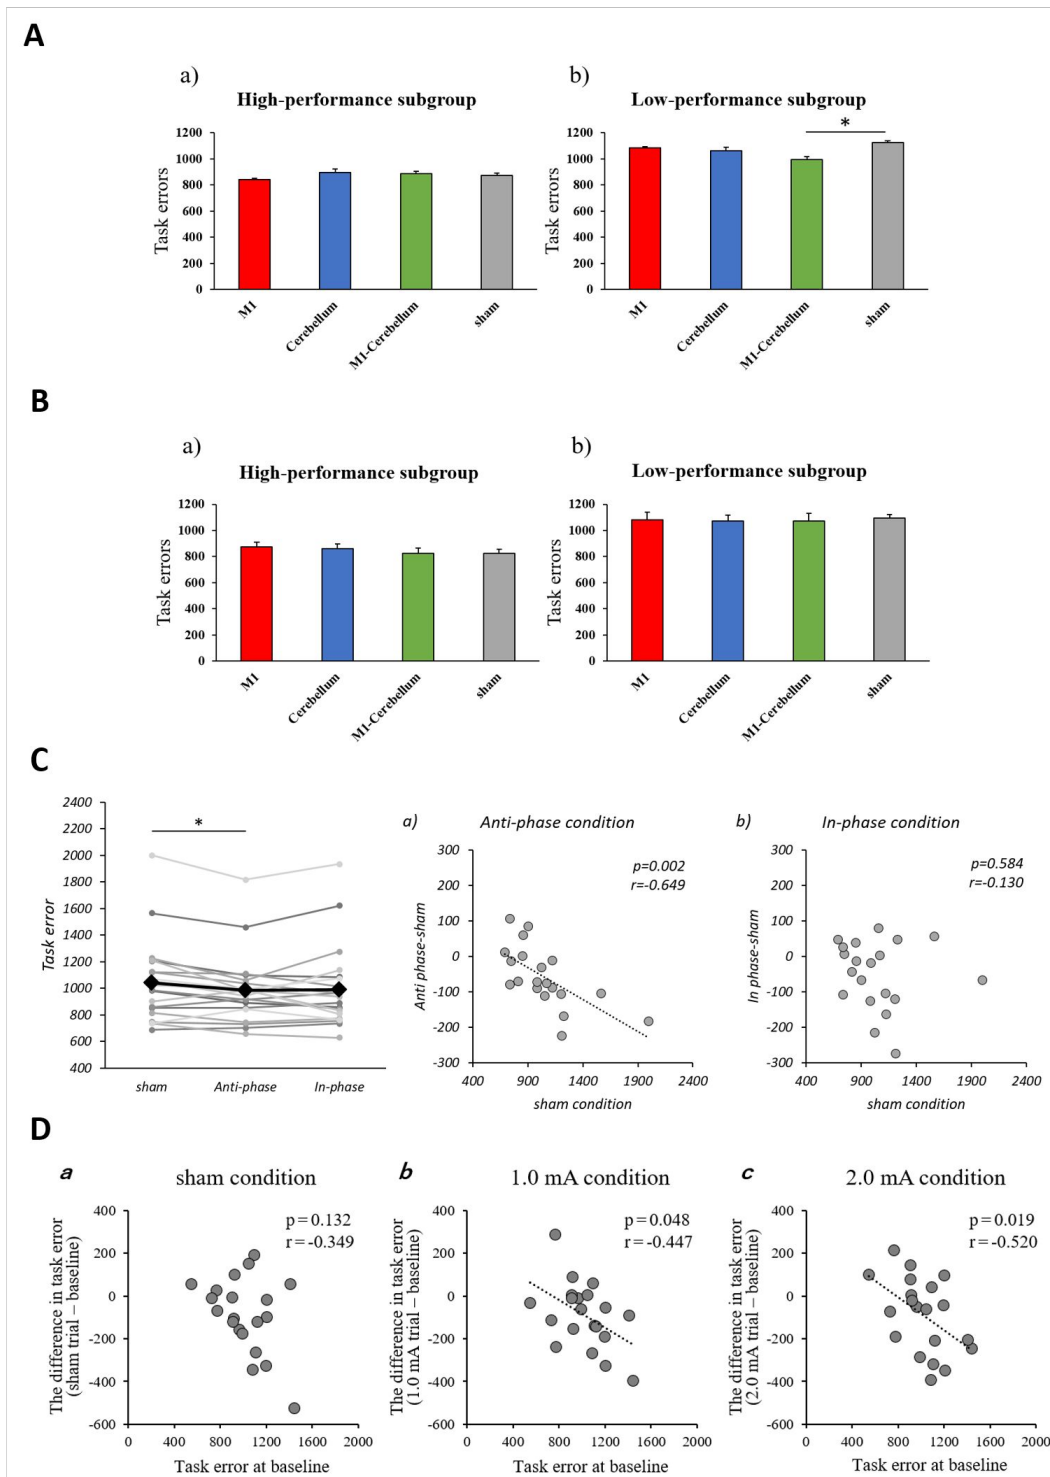 A
a)
High-performance subgroup
1200
1000
800
600
400
200
0
Task errors
M1
Cerebellum
M1-Cerebellum
sham
b)
Low-performance subgroup
*
1200
1000
800
600
400
200
0
Task errors
M1
Cerebellum
M1-Cerebellum
sham
B
a)
High-performance subgroup
1200
1000
800
600
400
200
0
Task errors
M1
Cerebellum
M1-Cerebellum
sham
b)
Low-performance subgroup
1200
1000
800
600
400
200
0
Task errors
M1
Cerebellum
M1-Cerebellum
sham
C
2400
2200
2000
1800
1600
1400
1200
1000
800
600
400
Task error
*
sham
Anti-phase
In-phase
a)
Anti-phase condition
p=0.002
r=-0.649
300
200
100
0
-100
-200
-300
Anti phase-sham
400
900
1400
1900
2400
sham condition
b)
In-phase condition
p=0.584
r=-0.130
300
200
100
0
-100
-200
-300
In phase-sham
400
900
1400
1900
2400
sham condition
D
a
sham condition
p = 0.132
r = -0.349
400
200
0
-200
-400
-600
The difference in task error
(sham trial – baseline)
0
400
800
1200
1600
2000
Task error at baseline
b
1.0 mA condition
p = 0.048
r = -0.447
400
200
0
-200
-400
-600
The difference in task error
(1.0 mA trial – baseline)
0
400
800
1200
1600
2000
Task error at baseline
c
2.0 mA condition
p = 0.019
r = -0.520
400
200
0
-200
-400
-600
The difference in task error
(2.0 mA trial – baseline)
0
400
800
1200
1600
2000
Task error at baseline